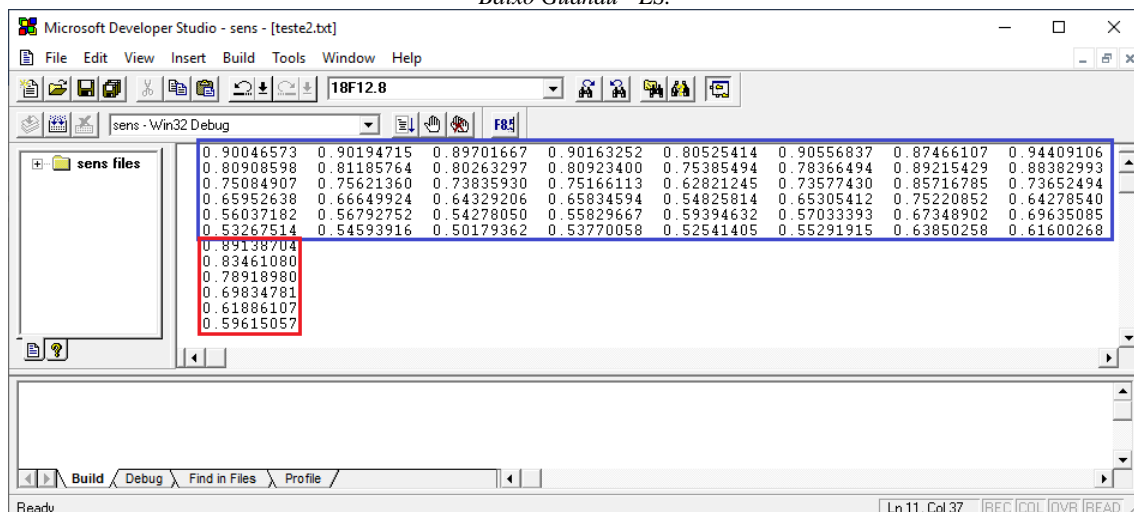 Baixo Guandu - ES.
Microsoft Developer Studio - sens - [teste2.txt]
File Edit View Insert Build Tools Window Help
18F12.8
sens - Win32 Debug
sens files
0.90046573 0.90194715 0.89701667 0.90163252 0.80525414 0.90556837 0.87466107 0.94409106
0.80908598 0.81185764 0.80263297 0.80923400 0.75385494 0.78366494 0.89215429 0.88382993
0.75084907 0.75621360 0.73835930 0.75166113 0.62821245 0.73577430 0.85716785 0.73652494
0.65952638 0.66649924 0.64329206 0.65834594 0.54825814 0.65305412 0.75220852 0.64278540
0.56037182 0.56792752 0.54278050 0.55829667 0.59394632 0.57033393 0.67348902 0.69635085
0.53267514 0.54593916 0.50179362 0.53770058 0.52541405 0.55291915 0.63850258 0.61600268
0.89138704
0.83461080
0.78918980
0.69834781
0.61886107
0.59615057
Build Debug Find in Files Profile
Ready Ln 11, Col 37 REC COL OVR READ